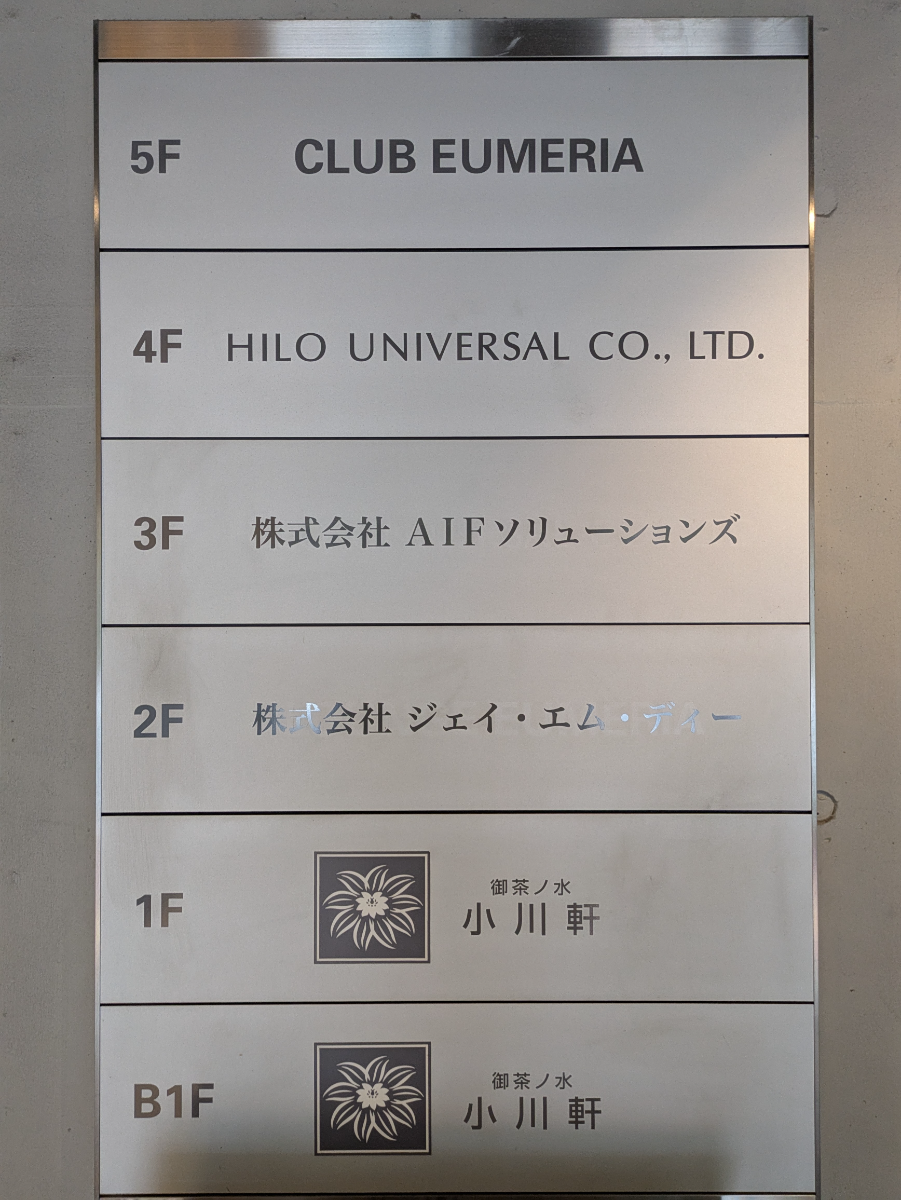 5F CLUB EUMERIA
4F HILO UNIVERSAL CO., LTD.
3F 株式会社 AIFソリューションズ
2F 株式会社 ジェイ・エム・ディー
1F
御茶ノ水
小川軒
B1F
御茶ノ水
小川軒